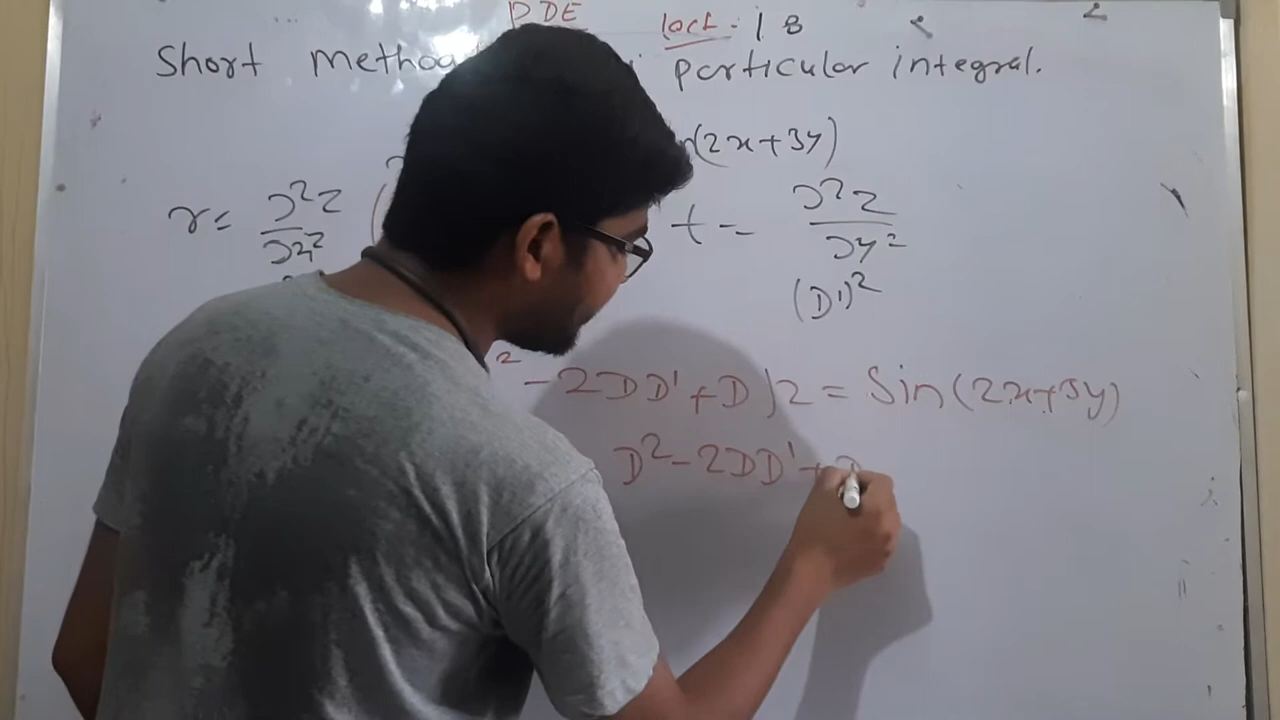 PDE Lect: 18
Short particular integral.
(2x+3y)
r = ∂²z/∂x² t = ∂²z/∂y²
(D')²
² - 2DD' + D )z = Sin(2x+3y)
D² - 2DD' +